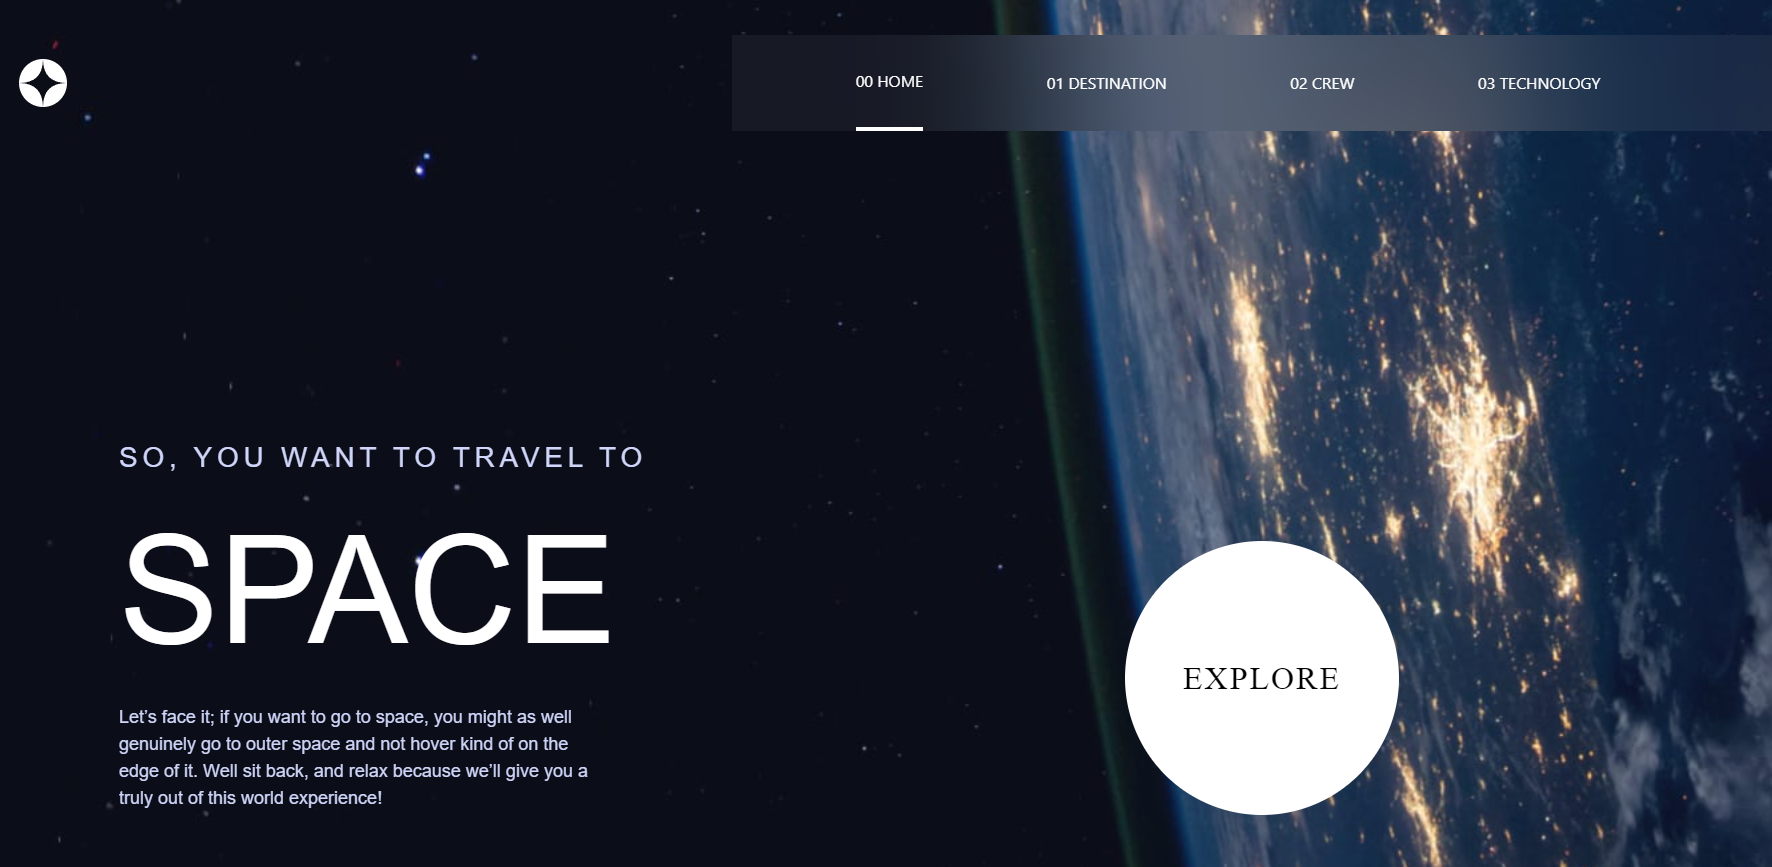 00 HOME
01 DESTINATION
02 CREW
03 TECHNOLOGY
SO, YOU WANT TO TRAVEL TO
SPACE
Let’s face it; if you want to go to space, you might as well
genuinely go to outer space and not hover kind of on the
edge of it. Well sit back, and relax because we’ll give you a
truly out of this world experience!
EXPLORE